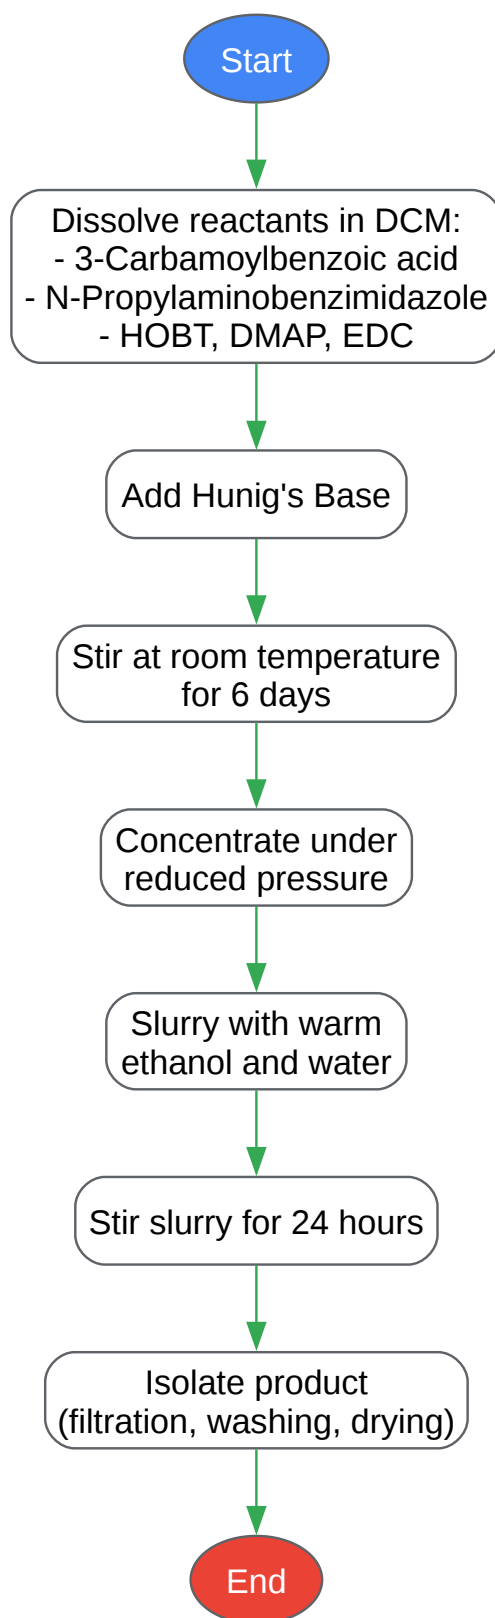 Start
Dissolve reactants in DCM:
- 3-Carbamoylbenzoic acid
- N-Propylaminobenzimidazole
- HOBT, DMAP, EDC
Add Hunig's Base
Stir at room temperature
for 6 days
Concentrate under
reduced pressure
Slurry with warm
ethanol and water
Stir slurry for 24 hours
Isolate product
(filtration, washing, drying)
End